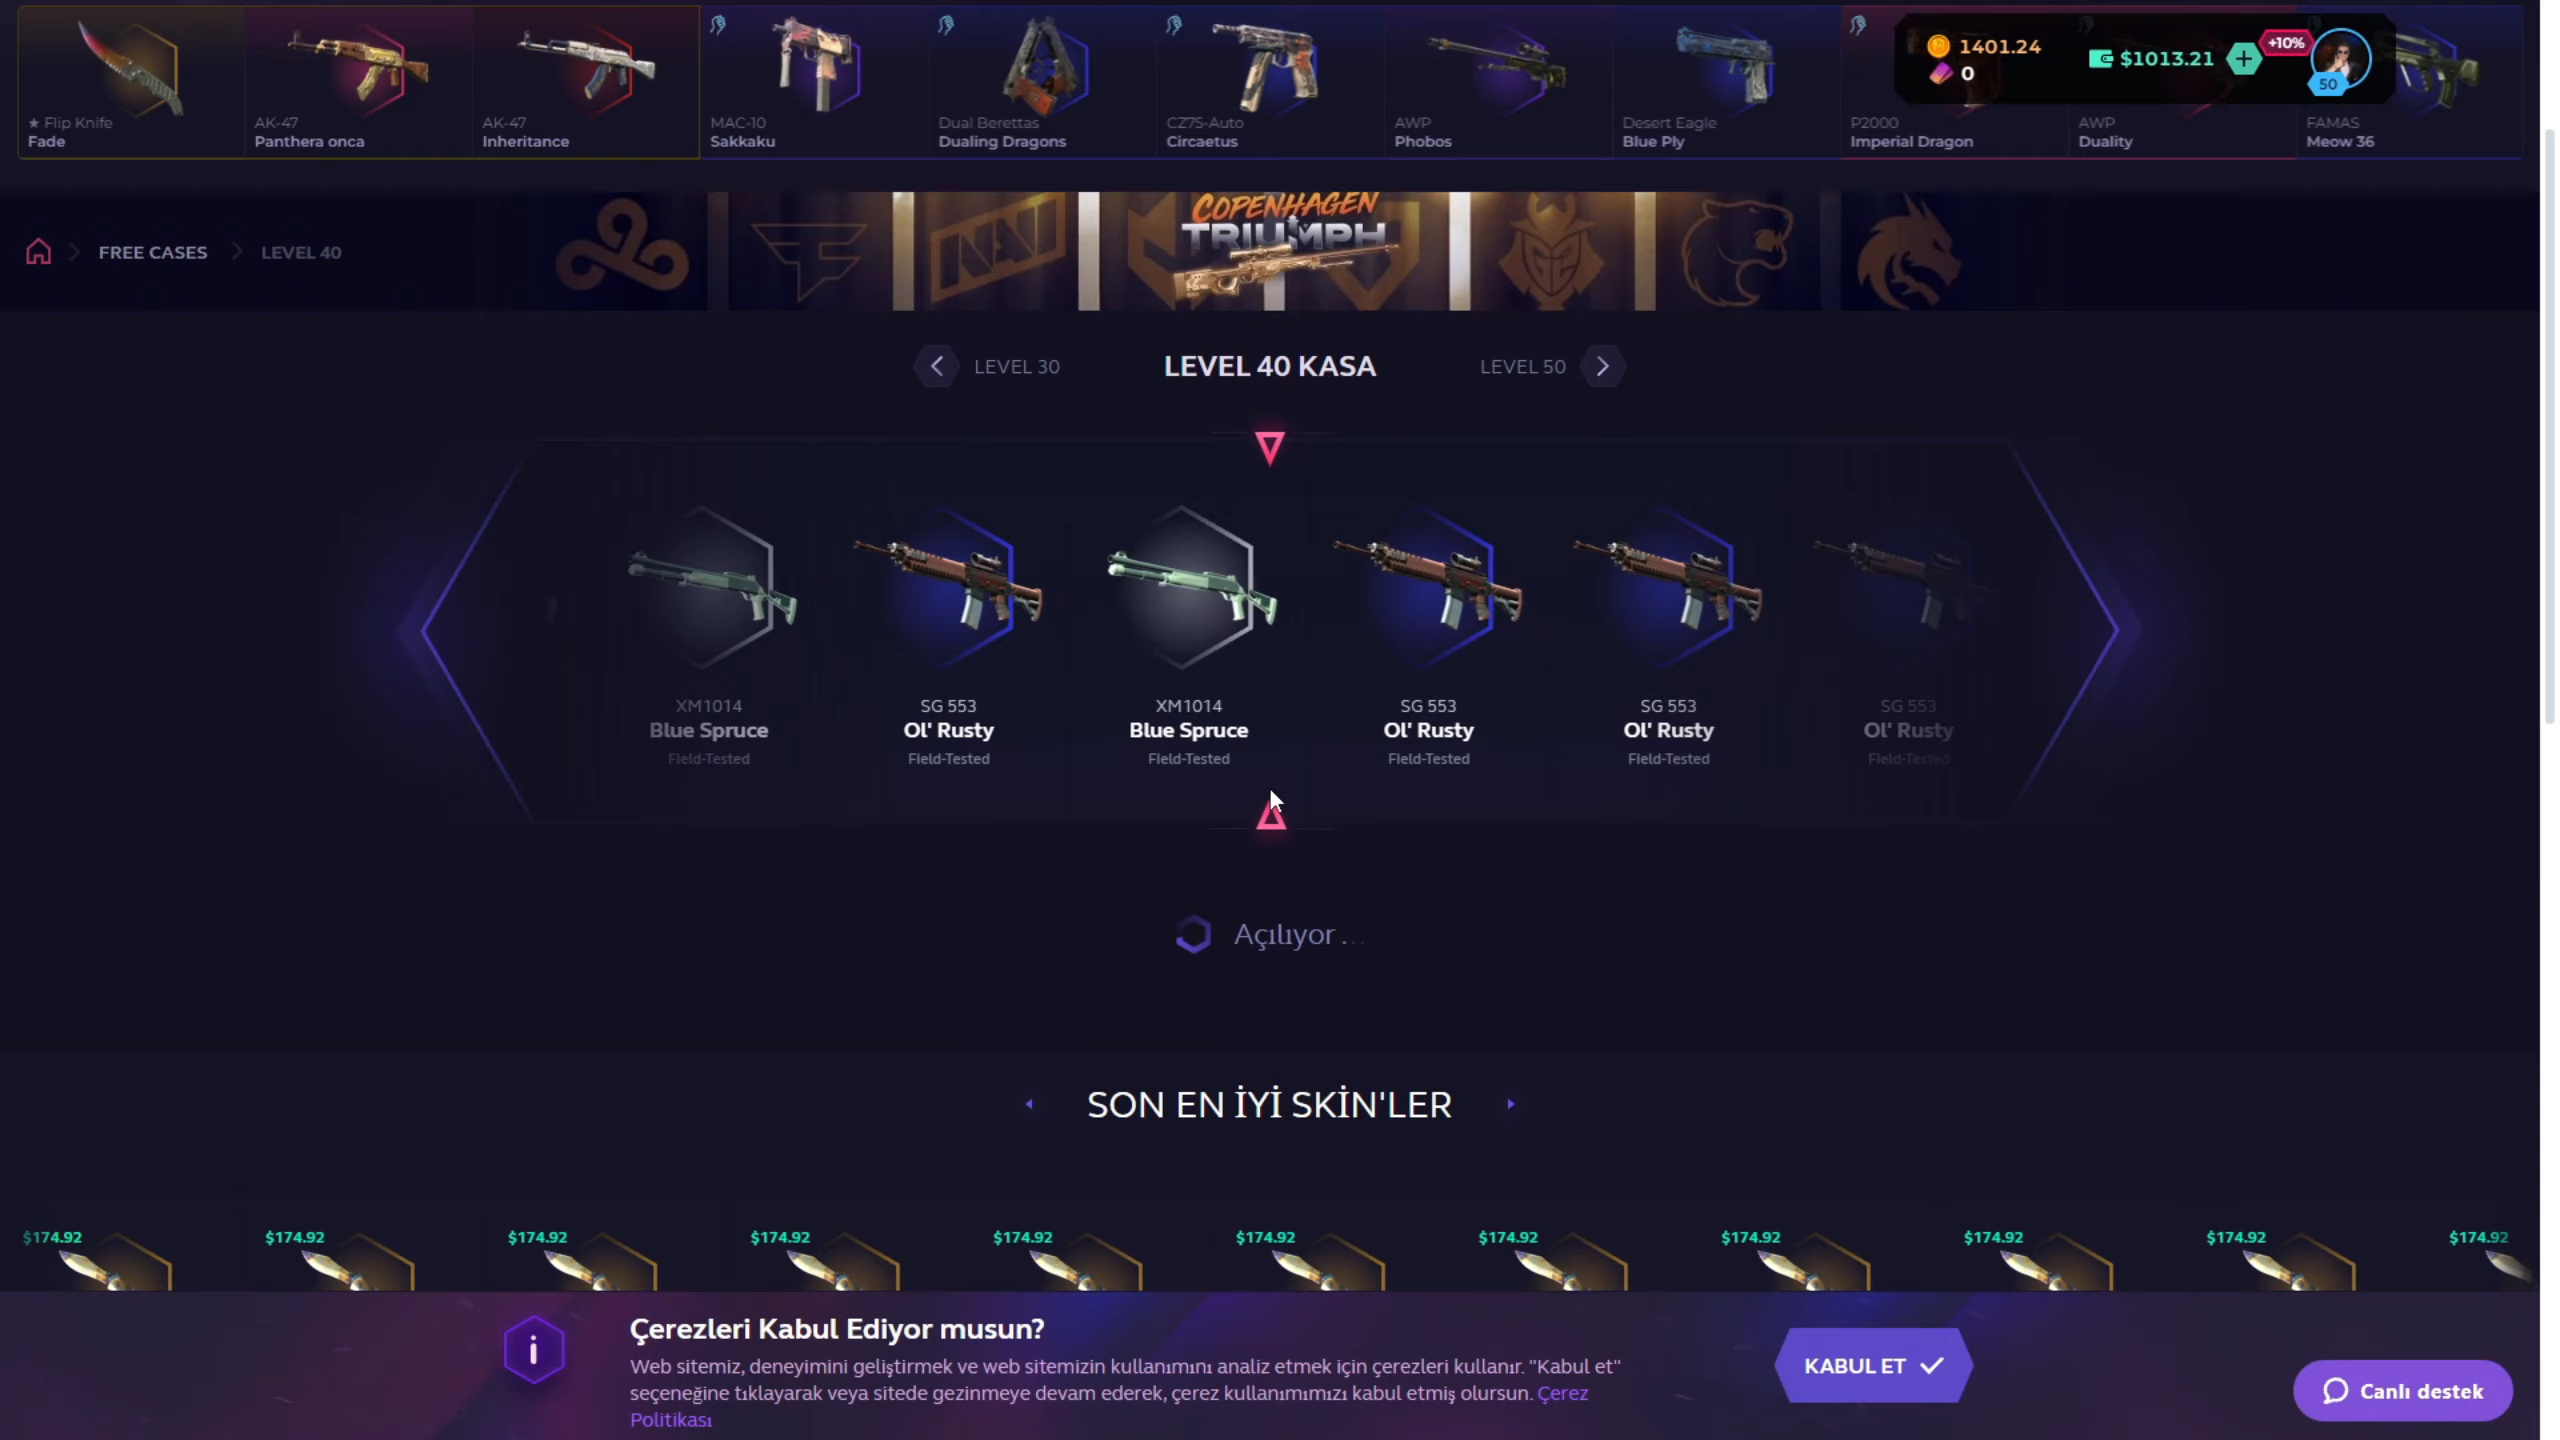 ★ Flip Knife
Fade
AK-47
Panthera onca
AK-47
Inheritance
MAC-10
Sakkaku
Dual Berettas
Dualing Dragons
CZ75-Auto
Circaetus
AWP
Phobos
Desert Eagle
Blue Ply
P2000
Imperial Dragon
AWP
Duality
FAMAS
Meow 36
1401.24
0
$1013.21
+10%
50
FREE CASES
LEVEL 40
COPENHAGEN
TRIUMPH
LEVEL 30
LEVEL 40 KASA
LEVEL 50
XM1014
Blue Spruce
Field-Tested
SG 553
Ol' Rusty
Field-Tested
XM1014
Blue Spruce
Field-Tested
SG 553
Ol' Rusty
Field-Tested
SG 553
Ol' Rusty
Field-Tested
SG 553
Ol' Rusty
Field-Tested
Açılıyor ...
SON EN İYİ SKİN'LER
$174.92 $174.92 $174.92 $174.92 $174.92 $174.92 $174.92 $174.92 $174.92 $174.92 $174.92
Çerezleri Kabul Ediyor musun?
Web sitemiz, deneyimini geliştirmek ve web sitemizin kullanımını analiz etmek için çerezleri kullanır. "Kabul et"
seçeneğine tıklayarak veya sitede gezinmeye devam ederek, çerez kullanımımızı kabul etmiş olursun. Çerez
Politikası
KABUL ET
Canlı destek